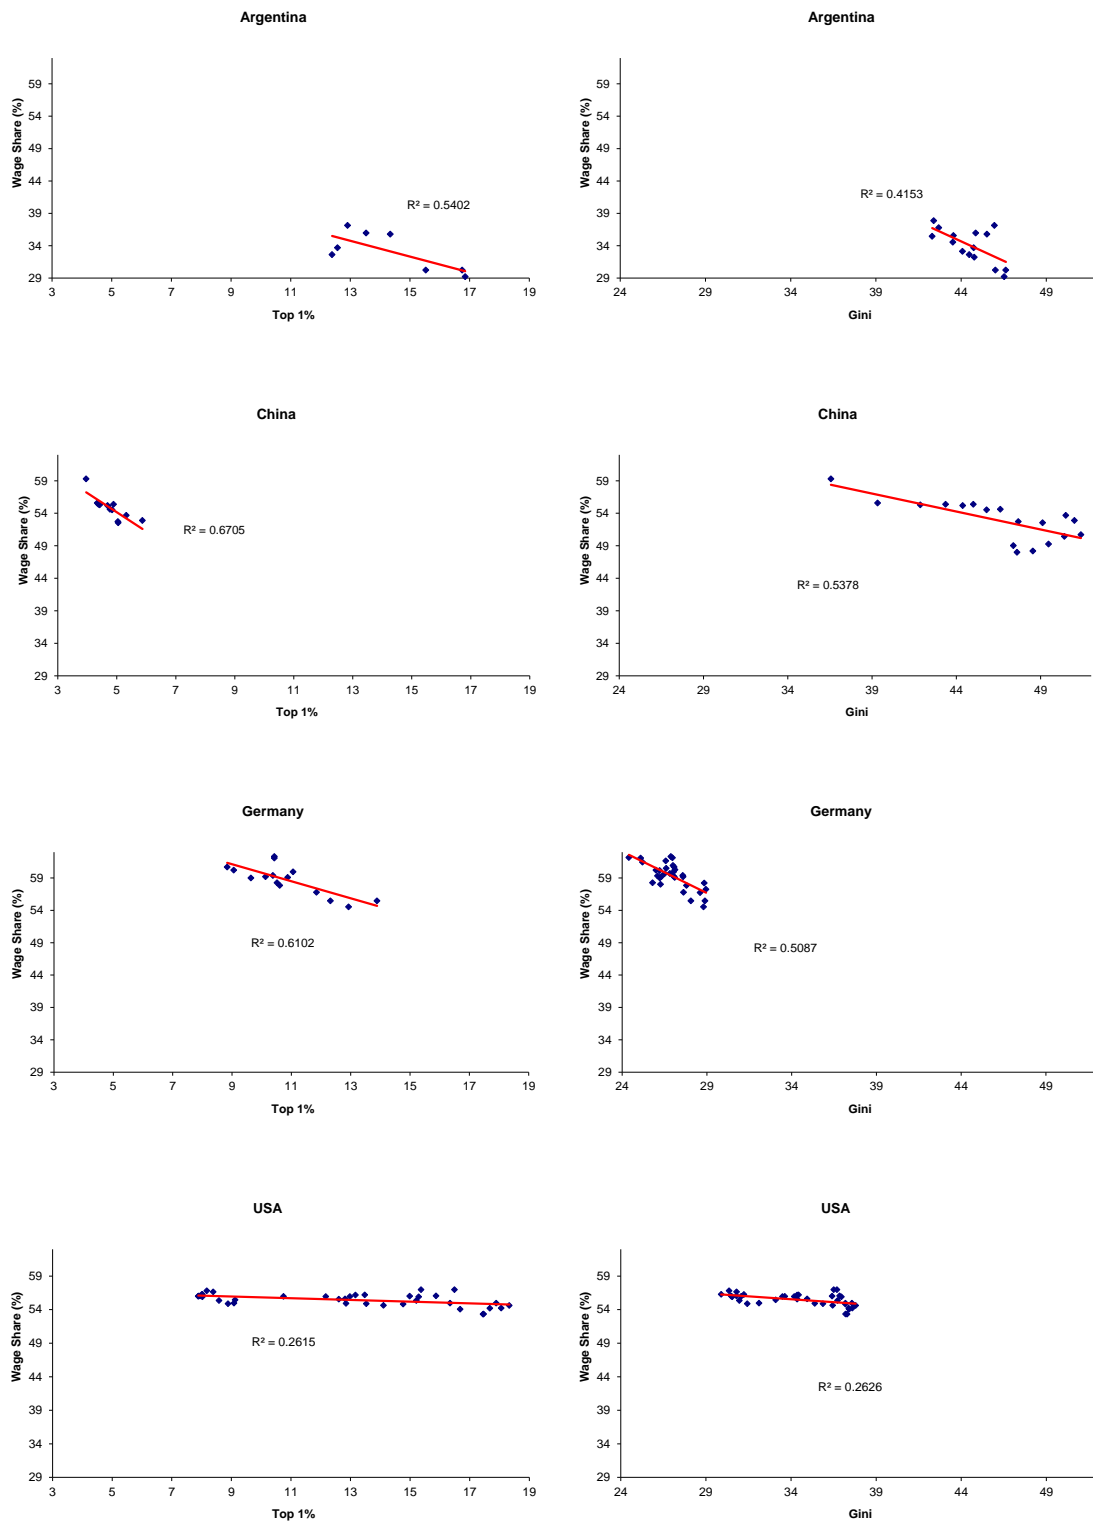 Argentina
Wage Share (%)
59
54
49
44
39
34
29
R² = 0.5402
3 5 7 9 11 13 15 17 19
Top 1%
Argentina
Wage Share (%)
59
54
49
44
39
34
29
R² = 0.4153
24 29 34 39 44 49
Gini
China
Wage Share (%)
59
54
49
44
39
34
29
R² = 0.6705
3 5 7 9 11 13 15 17 19
Top 1%
China
Wage Share (%)
59
54
49
44
39
34
29
R² = 0.5378
24 29 34 39 44 49
Gini
Germany
Wage Share (%)
59
54
49
44
39
34
29
R² = 0.6102
3 5 7 9 11 13 15 17 19
Top 1%
Germany
Wage Share (%)
59
54
49
44
39
34
29
R² = 0.5087
24 29 34 39 44 49
Gini
USA
Wage Share (%)
59
54
49
44
39
34
29
R² = 0.2615
3 5 7 9 11 13 15 17 19
Top 1%
USA
Wage Share (%)
59
54
49
44
39
34
29
R² = 0.2626
24 29 34 39 44 49
Gini